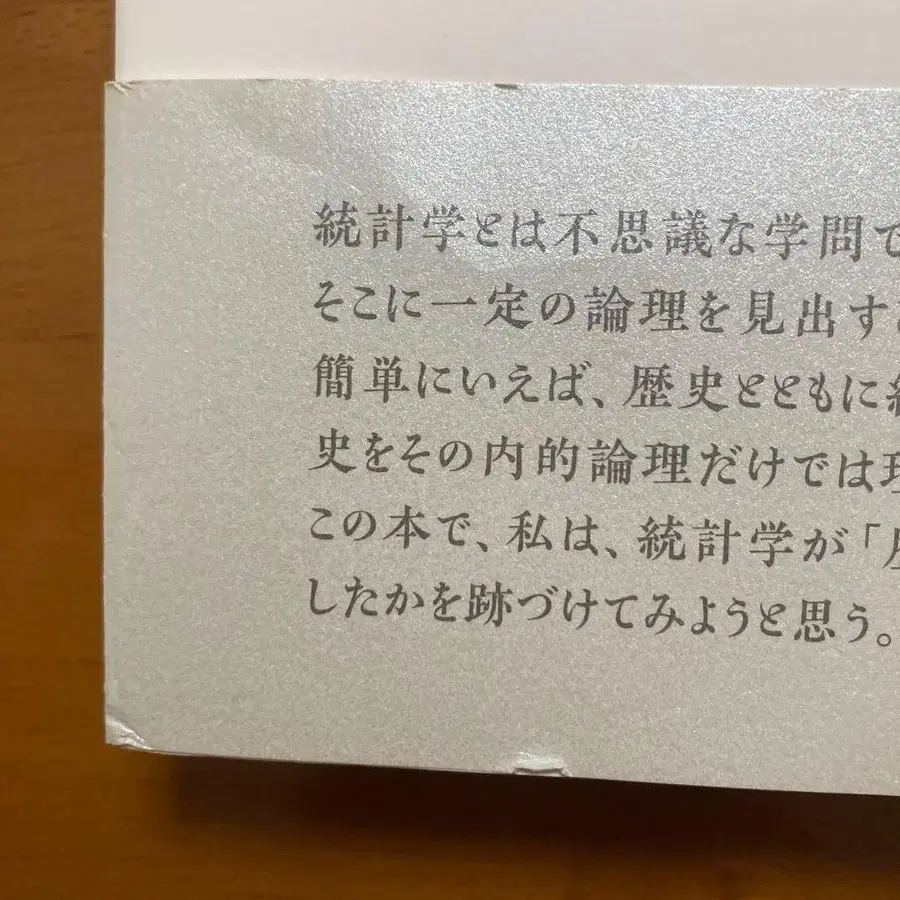 統計学とは不思議な学問で
そこに一定の論理を見出す
簡単にいえば、歴史とともに
史をその内的論理だけでは
この本で、私は、統計学が「
したかを跡づけてみようと思う。